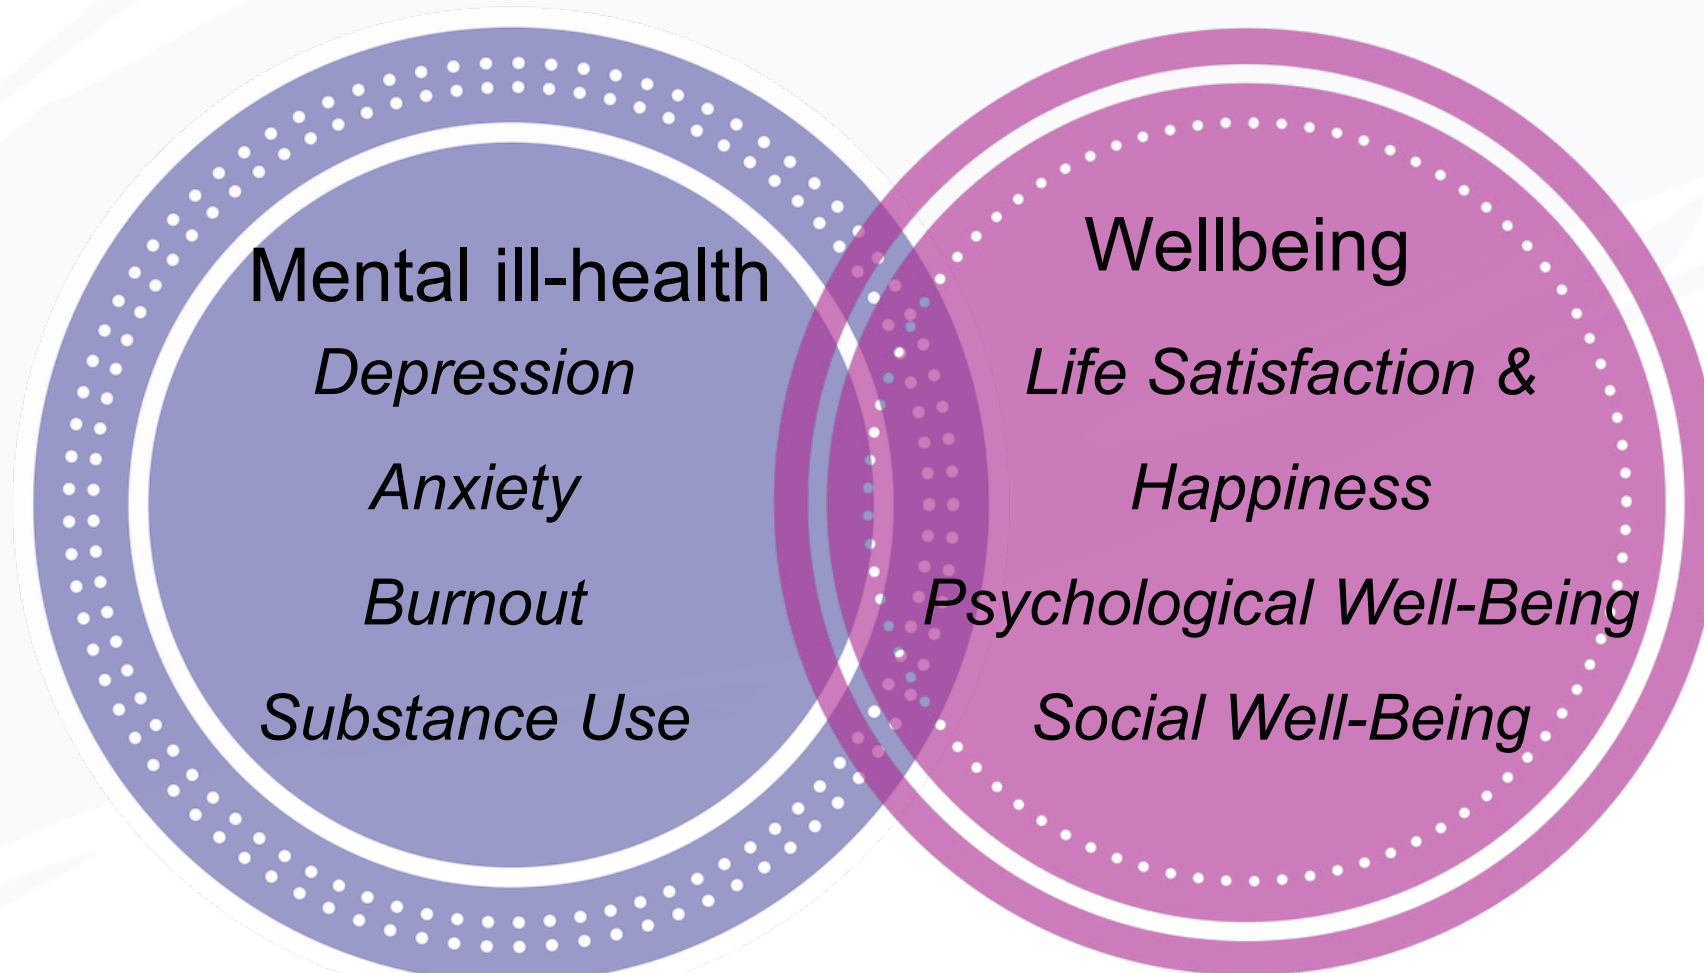 Mental ill-health
Depression
Anxiety
Burnout
Substance Use
Wellbeing
Life Satisfaction &
Happiness
Psychological Well-Being
Social Well-Being